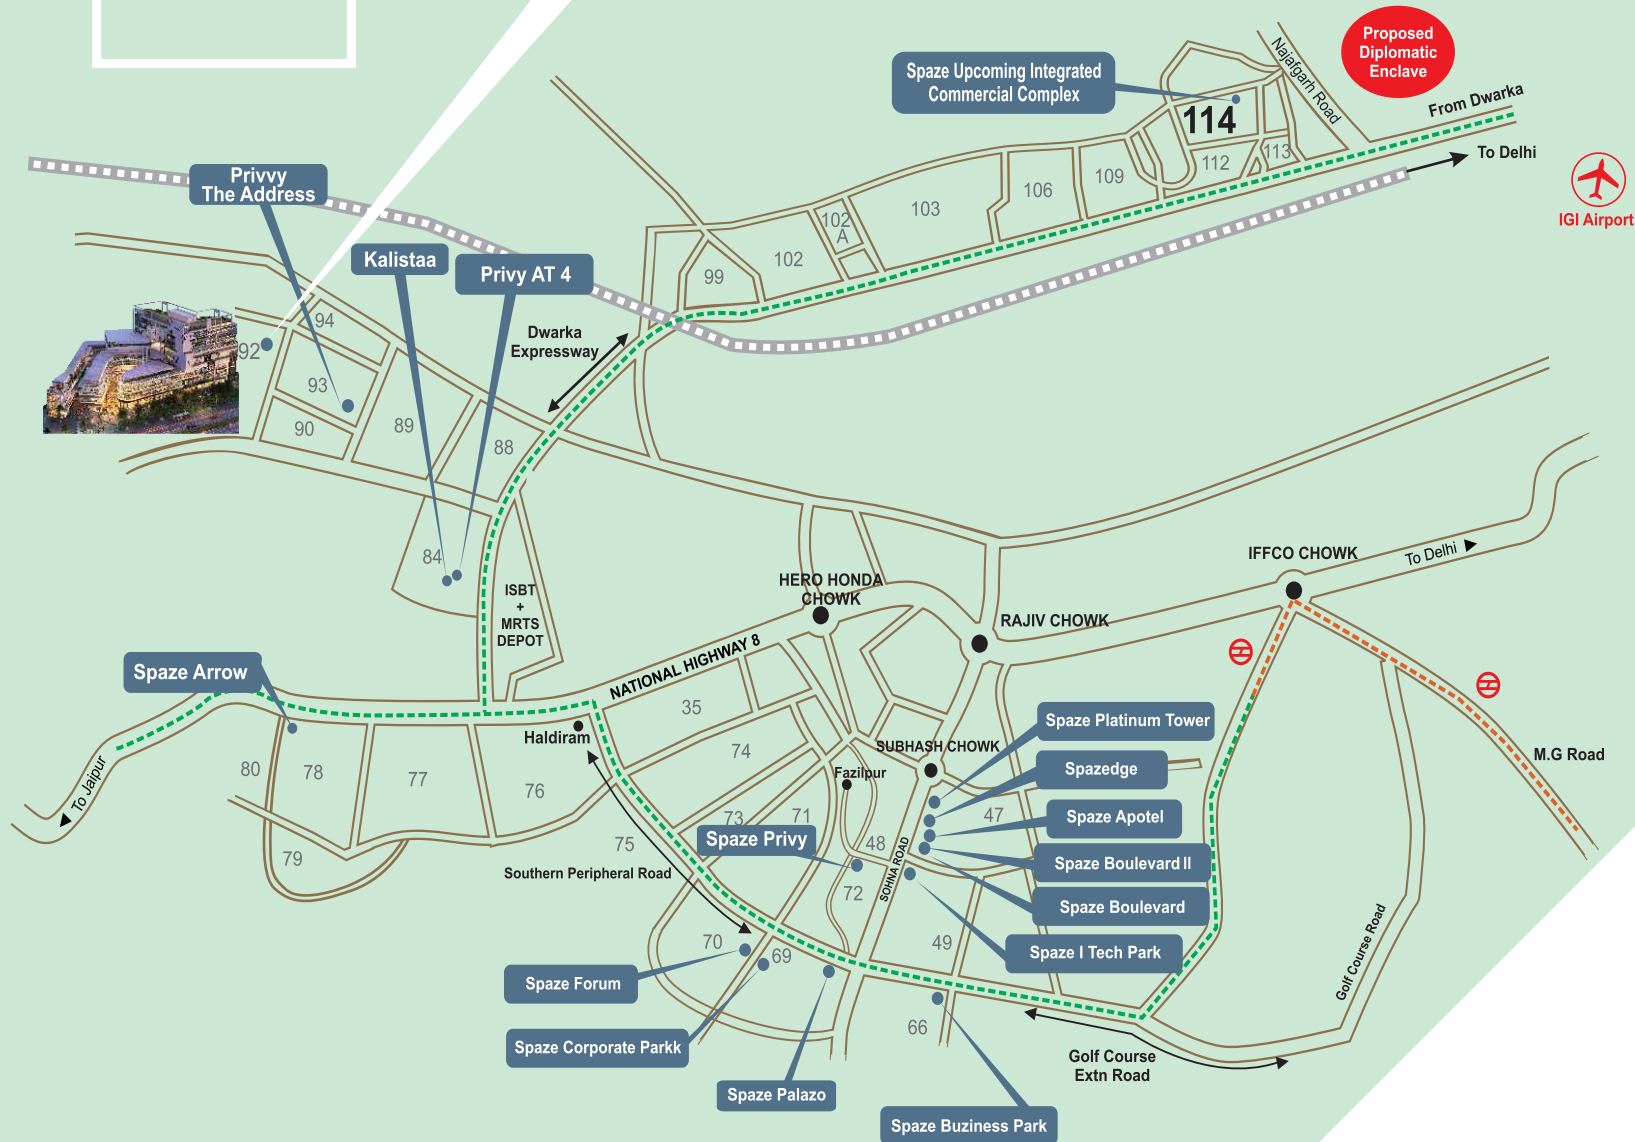 Proposed
Diplomatic
Enclave
Najafgarh Road
Spaze Upcoming Integrated
Commercial Complex
From Dwarka
114
To Delhi
113
112
IGI Airport
109
106
103
102
A
102
99
Privvy
The Address
Kalistaa
Privy AT 4
Dwarka
Expressway
94
92
93
90
89
88
84
ISBT
+
MRTS
DEPOT
HERO HONDA
CHOWK
RAJIV CHOWK
IFFCO CHOWK
To Delhi
Spaze Arrow
NATIONAL HIGHWAY 8
35
Haldiram
74
SUBHASH CHOWK
Fazilpur
Spaze Platinum Tower
Spazedge
Spaze Apotel
Spaze Boulevard II
Spaze Boulevard
Spaze I Tech Park
M.G Road
To Jaipur
80
78
77
76
79
75
73
71
Spaze Privy
48
47
SOHNA ROAD
72
Southern Peripheral Road
70
69
49
66
Spaze Forum
Spaze Corporate Parkk
Spaze Palazo
Spaze Buziness Park
Golf Course
Extn Road
Golf Course Road